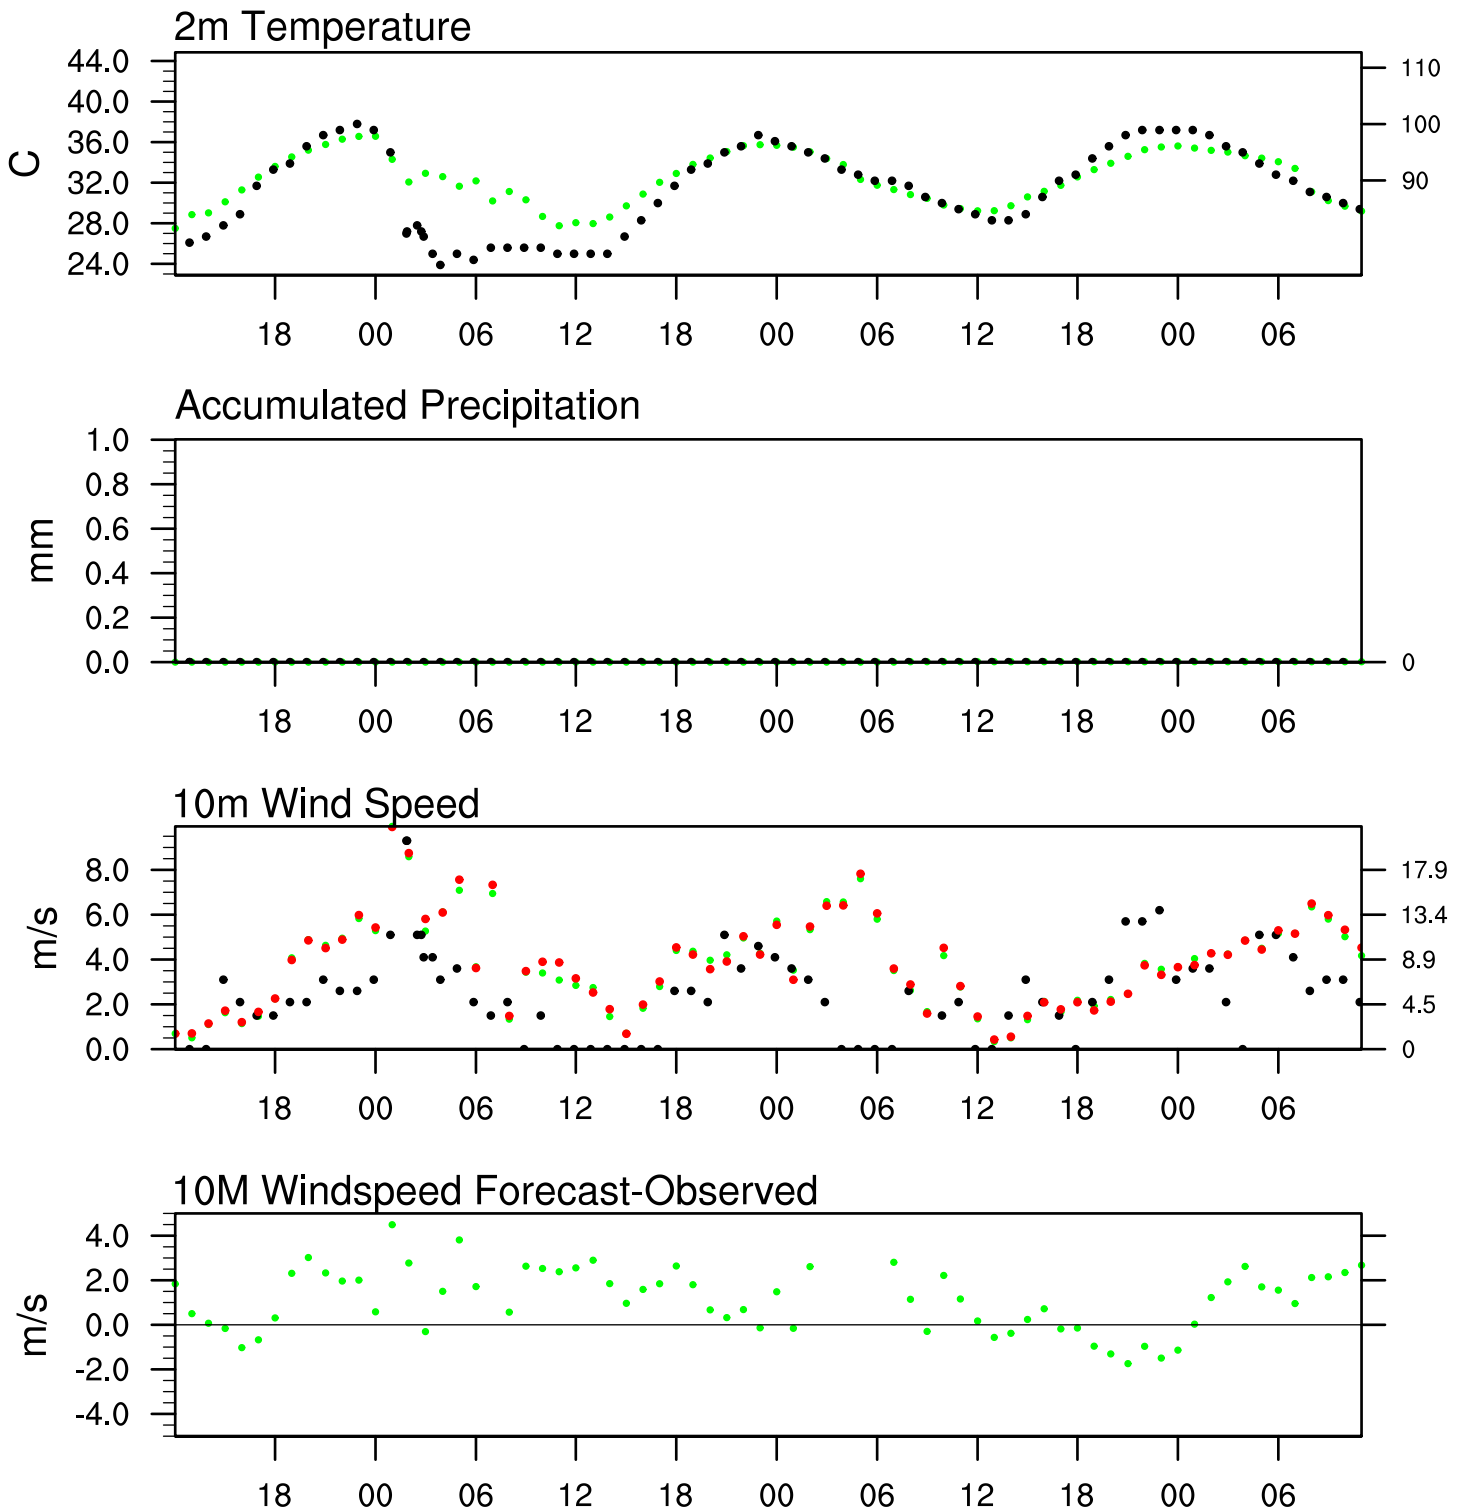 2m Temperature
44.0
40.0
36.0
32.0
28.0
24.0
C
110
100
90
18 00 06 12 18 00 06 12 18 00 06
Accumulated Precipitation
1.0
0.8
0.6
0.4
0.2
0.0
mm
0
18 00 06 12 18 00 06 12 18 00 06
10m Wind Speed
8.0
6.0
4.0
2.0
0.0
m/s
17.9
13.4
8.9
4.5
0
18 00 06 12 18 00 06 12 18 00 06
10M Windspeed Forecast-Observed
4.0
2.0
0.0
-2.0
-4.0
m/s
18 00 06 12 18 00 06 12 18 00 06